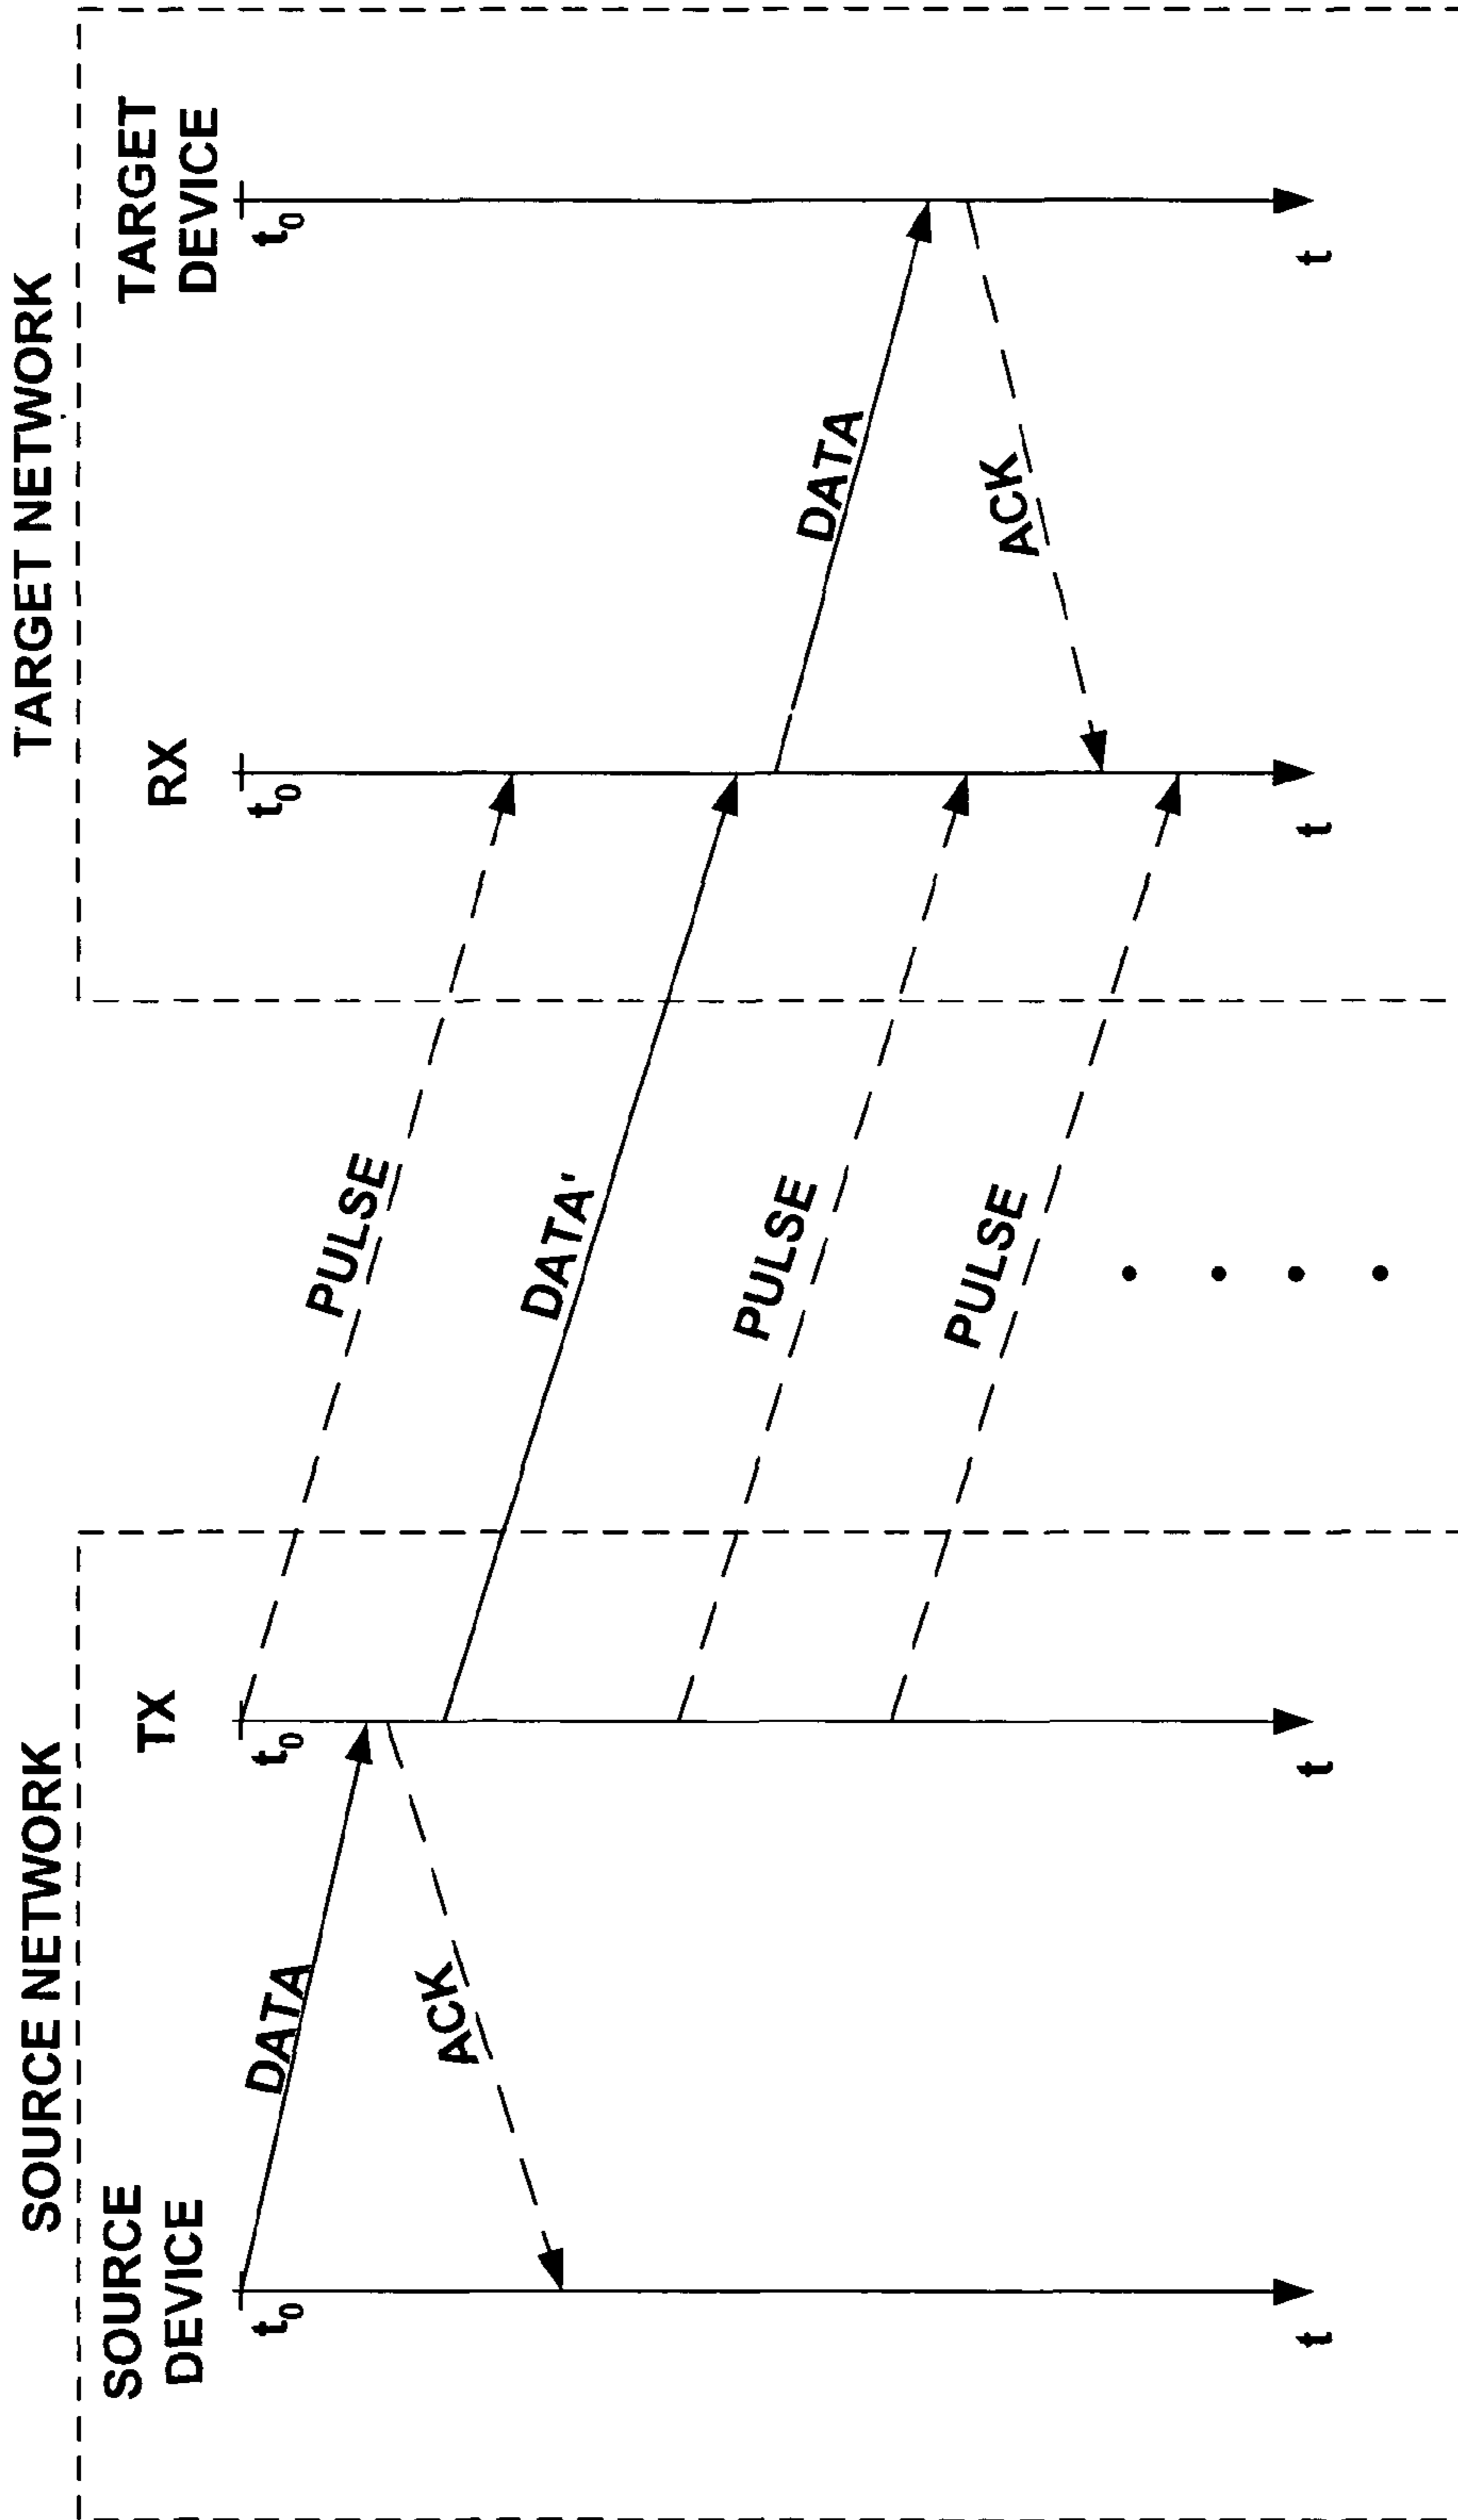 SOURCE NETWORK
TARGET NETWORK
SOURCE
DEVICE
TX
RX
TARGET
DEVICE
t0
t0
t0
t0
DATA
PULSE
ACK
DATA'
PULSE
DATA
PULSE
ACK
t
t
t
t